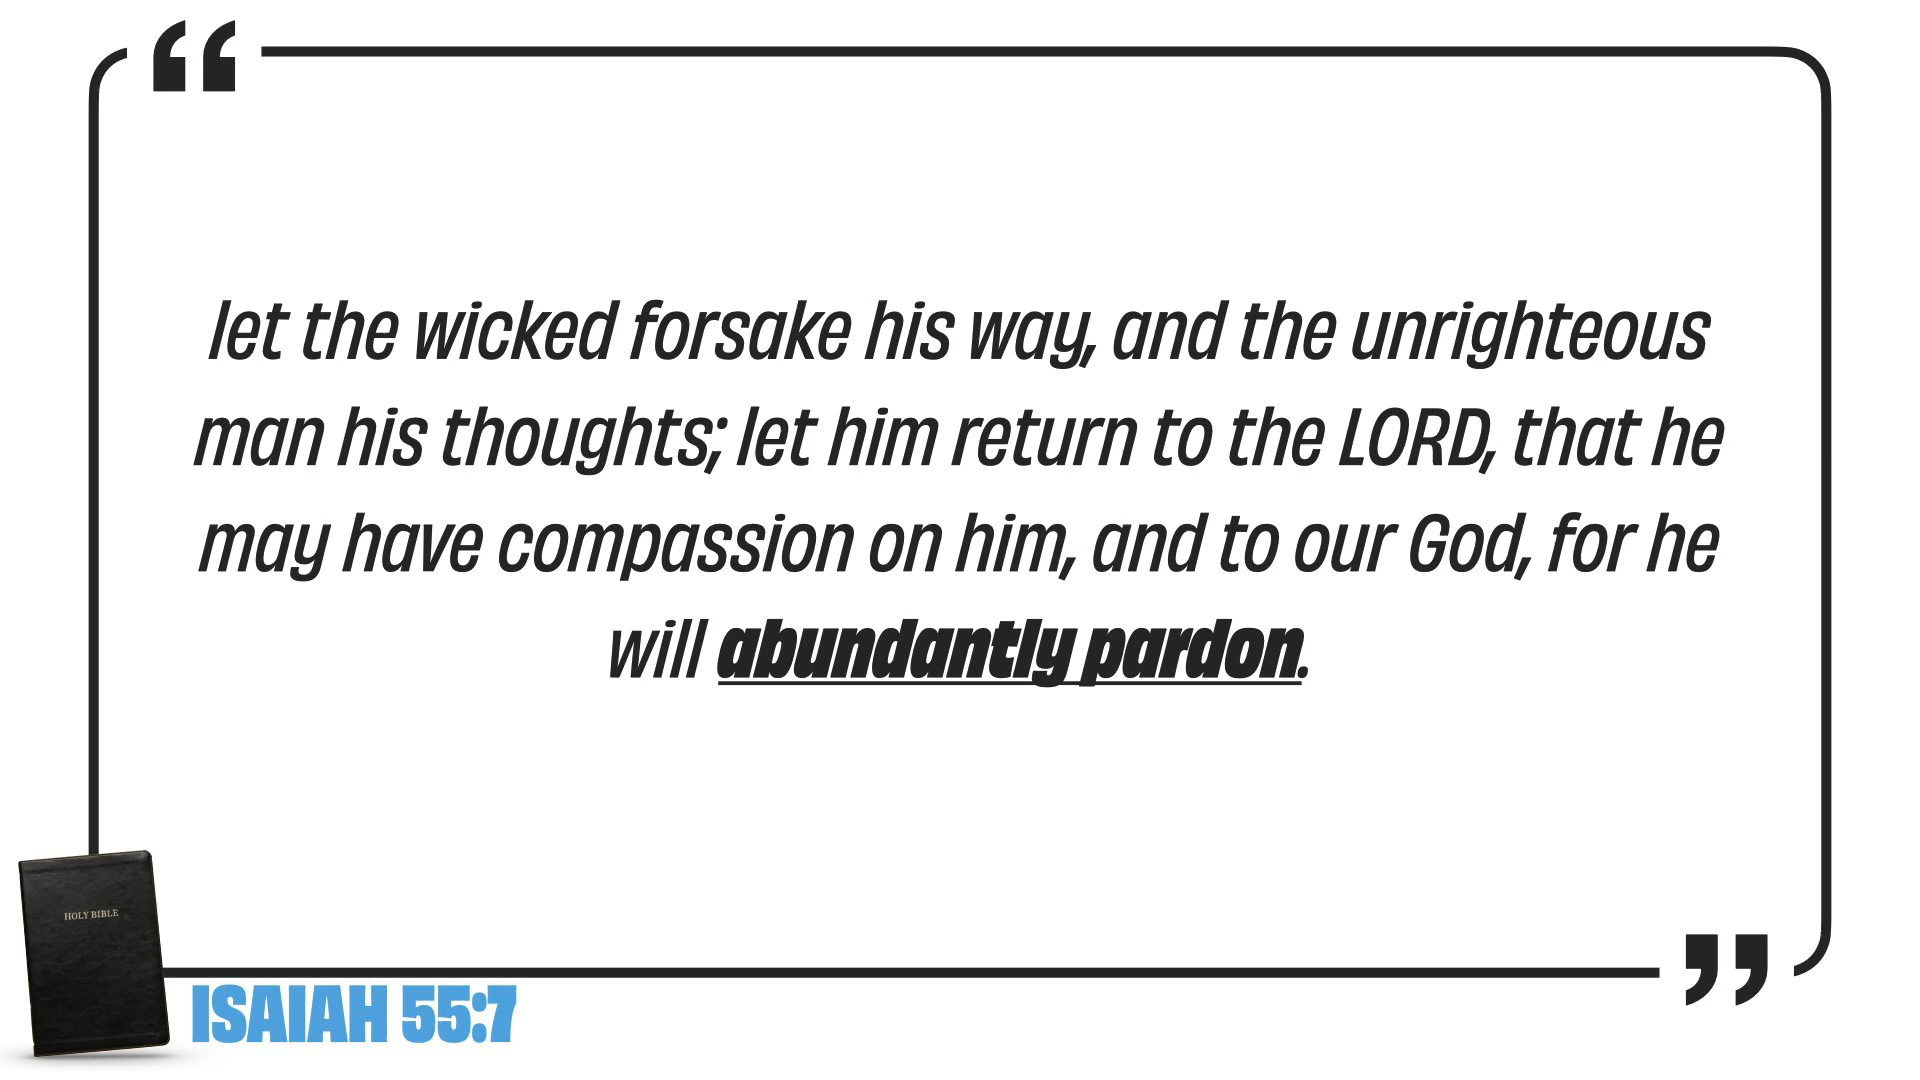 “
let the wicked forsake his way, and the unrighteous
man his thoughts; let him return to the LORD, that he
may have compassion on him, and to our God, for he
will abundantly pardon.
”
HOLY BIBLE
ISAIAH 55:7